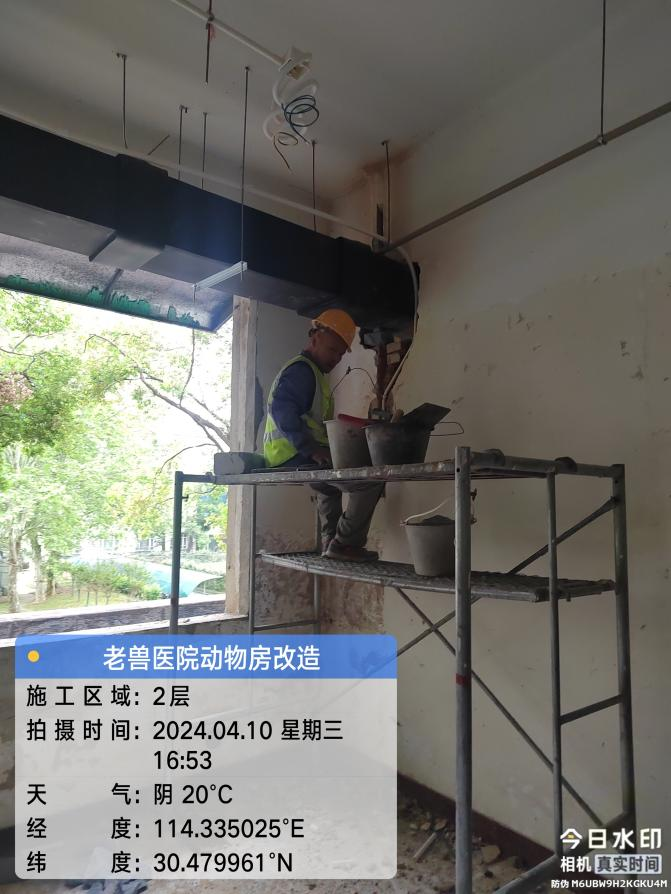 老兽医院动物房改造
施工区域：2层
拍摄时间：2024.04.10 星期三
16:53
天气：阴 20°C
经度：114.335025°E
纬度：30.479961°N
今日水印
相机 真实时间
防伪 M6UBW9H2KGKU4M